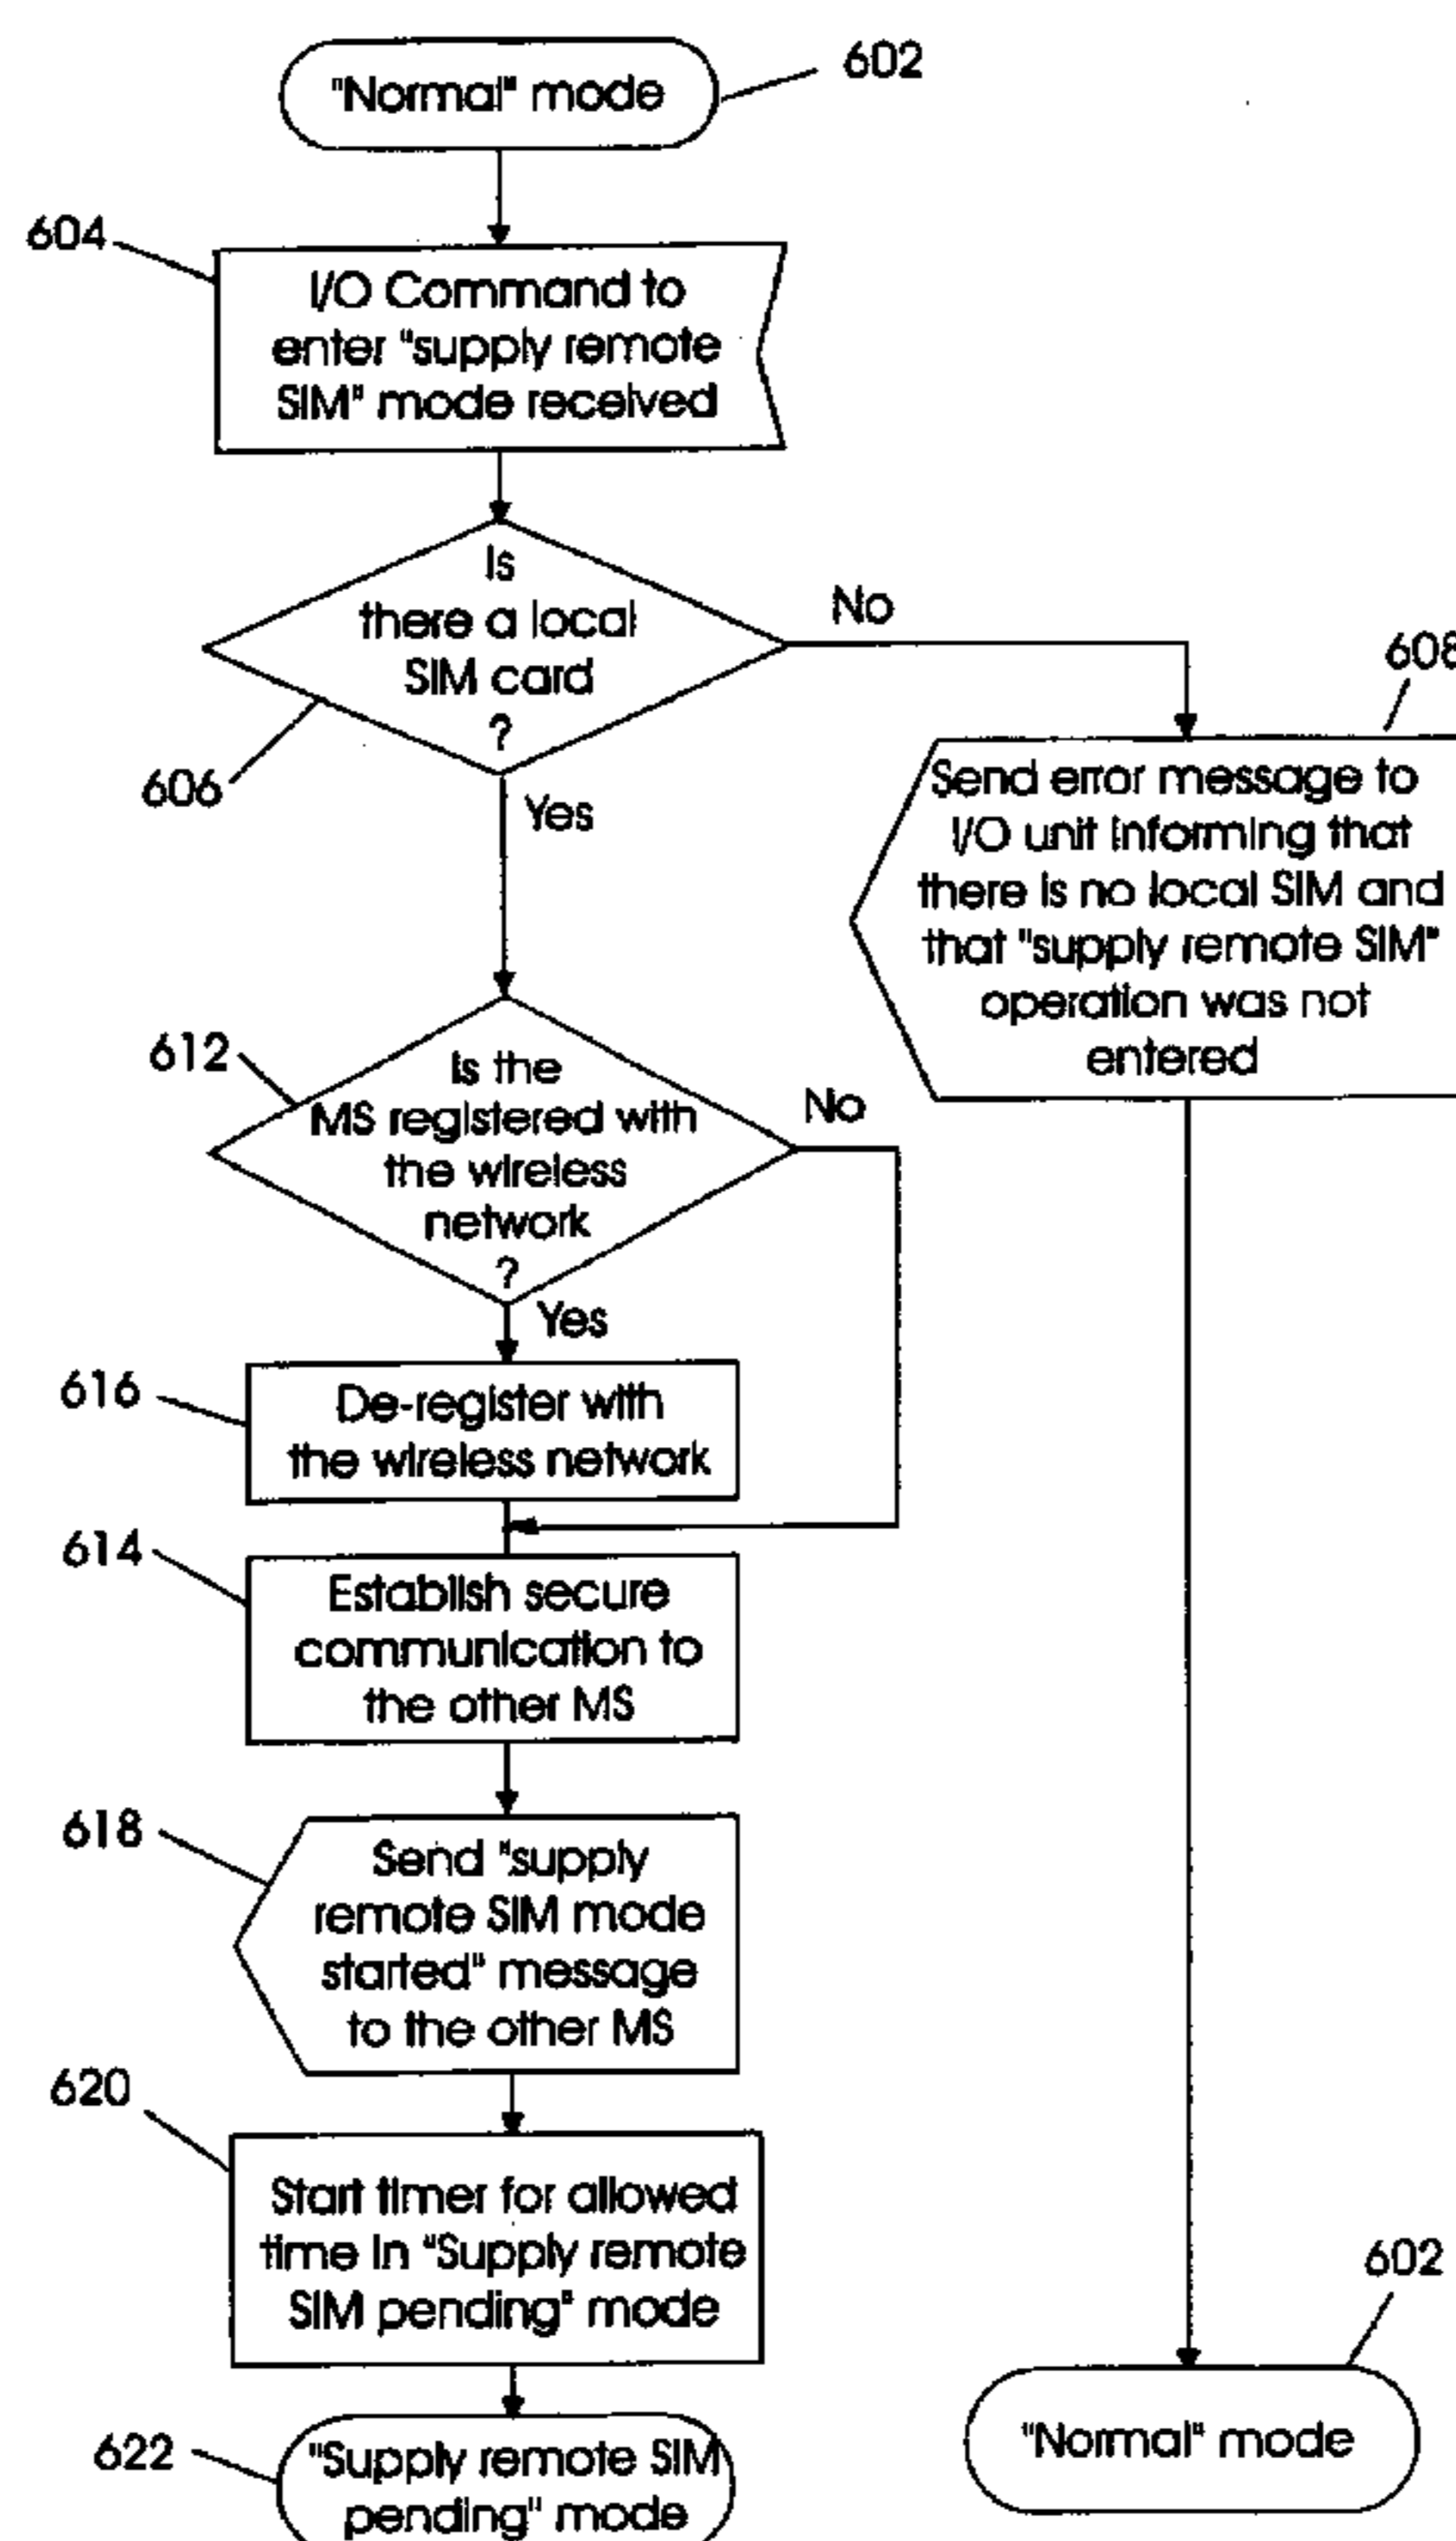 "Normal" mode
602
604
I/O Command to
enter "supply remote
SIM" mode received
Is
there a local
SIM card
?
No
606
Yes
608
Send error message to
I/O unit informing that
there is no local SIM and
that "supply remote SIM"
operation was not
entered
612
Is the
MS registered with
the wireless
network
?
No
Yes
616
De-register with
the wireless network
614
Establish secure
communication to
the other MS
618
Send "supply
remote SIM mode
started" message
to the other MS
620
Start timer for allowed
time in "Supply remote
SIM pending" mode
602
"Normal" mode
622
"Supply remote SIM
pending" mode